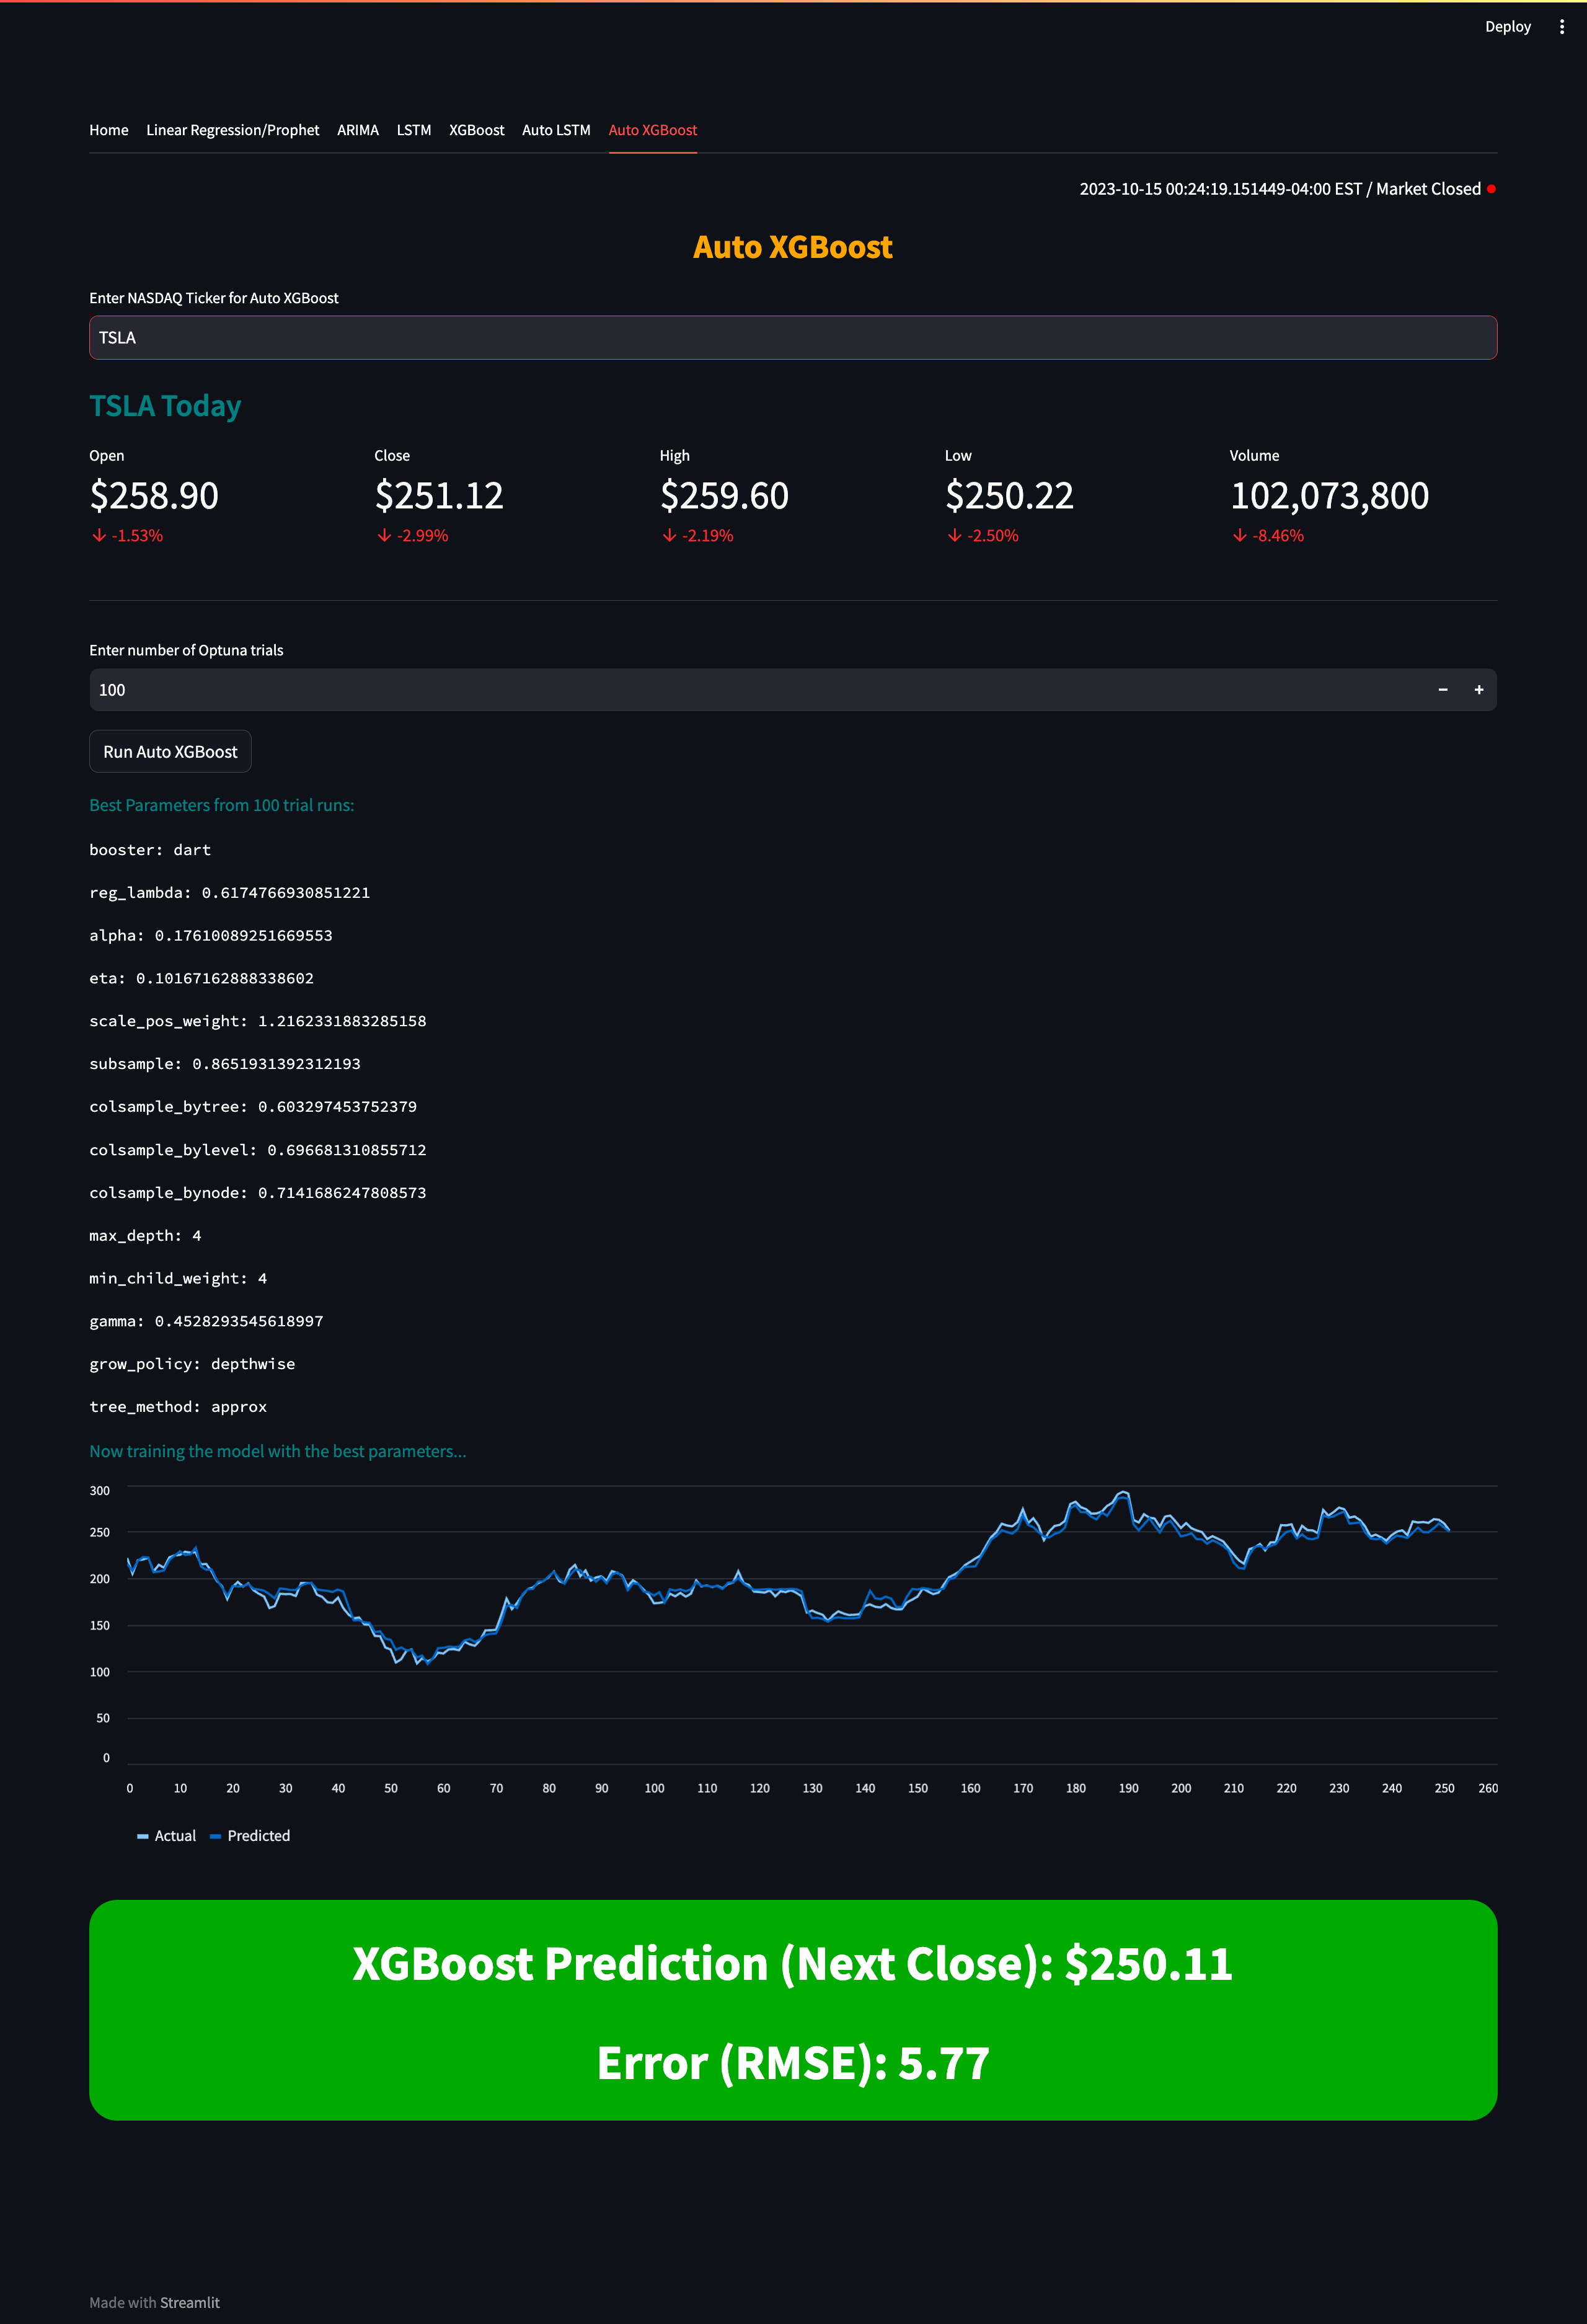 Deploy
Home Linear Regression/Prophet ARIMA LSTM XGBoost Auto LSTM Auto XGBoost
2023-10-15 00:24:19.151449-04:00 EST / Market Closed
Auto XGBoost
Enter NASDAQ Ticker for Auto XGBoost
TSLA
TSLA Today
Open Close High Low Volume
$258.90 $251.12 $259.60 $250.22 102,073,800
-1.53% -2.99% -2.19% -2.50% -8.46%
Enter number of Optuna trials
100
Run Auto XGBoost
Best Parameters from 100 trial runs:
booster: dart
reg_lambda: 0.6174766930851221
alpha: 0.17610089251669553
eta: 0.10167162888338602
scale_pos_weight: 1.2162331883285158
subsample: 0.8651931392312193
colsample_bytree: 0.603297453752379
colsample_bylevel: 0.696681310855712
colsample_bynode: 0.7141686247808573
max_depth: 4
min_child_weight: 4
gamma: 0.4528293545618997
grow_policy: depthwise
tree_method: approx
Now training the model with the best parameters...
300
250
200
150
100
50
0
0 10 20 30 40 50 60 70 80 90 100 110 120 130 140 150 160 170 180 190 200 210 220 230 240 250 260
Actual Predicted
XGBoost Prediction (Next Close): $250.11
Error (RMSE): 5.77
Made with Streamlit